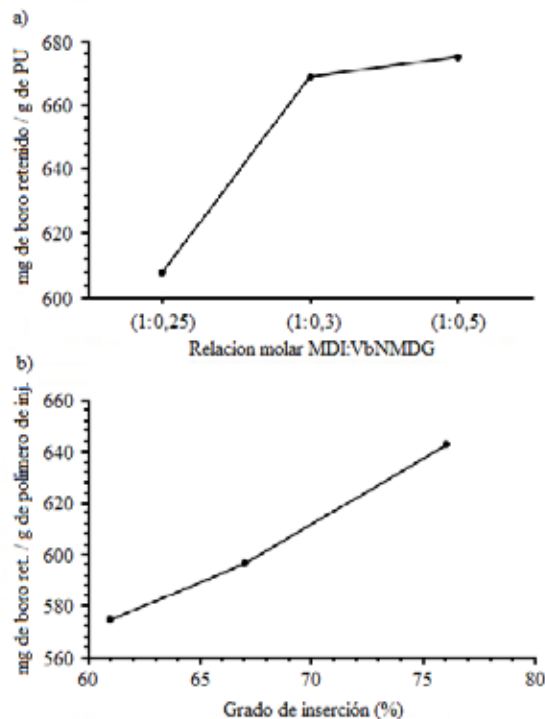 a)
680
660
640
620
600
mg de boro retenido / g de PU
(1:0,25) (1:0,3) (1:0,5)
Relacion molar MDI:VbNMDG
b)
660
640
620
600
580
560
mg de boro ret. / g de polímero de inj.
60 65 70 75 80
Grado de inserción (%)